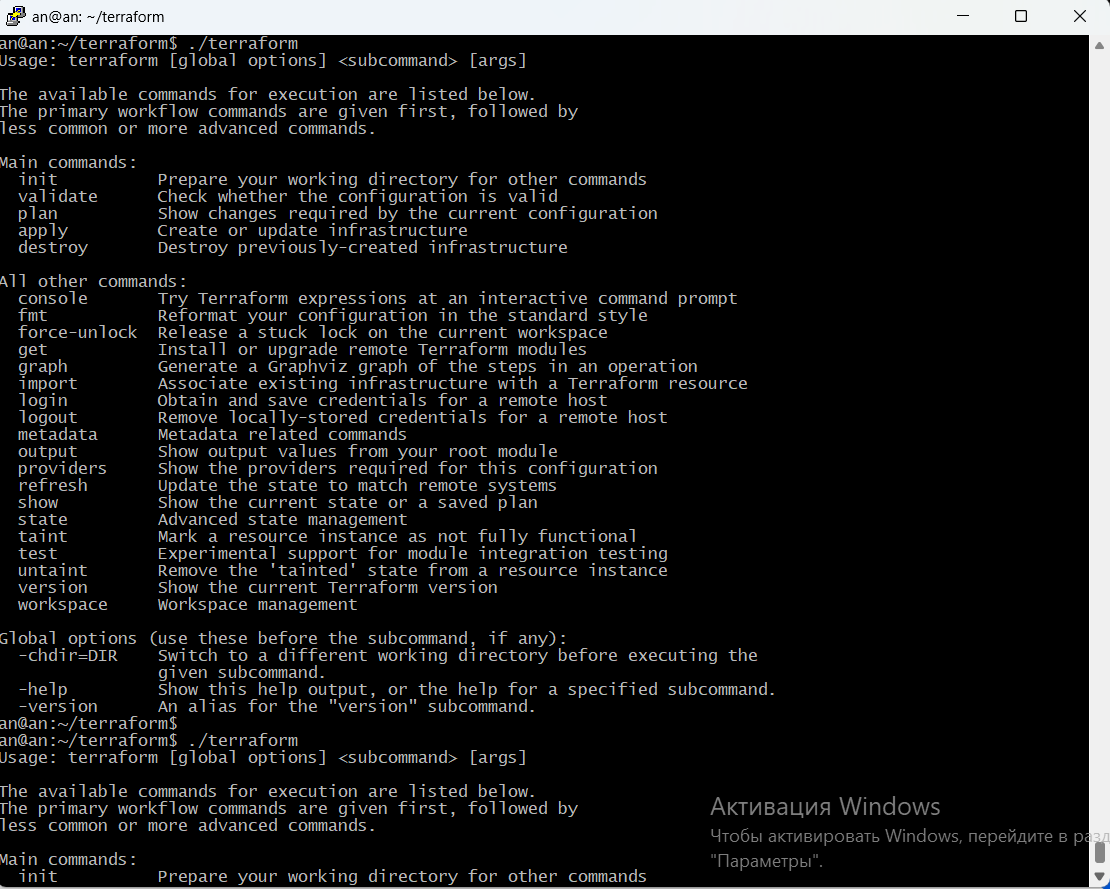 an@an: ~/terraform
an@an:~/terraform$ ./terraform
Usage: terraform [global options] <subcommand> [args]
The available commands for execution are listed below.
The primary workflow commands are given first, followed by
less common or more advanced commands.
Main commands:
  init          Prepare your working directory for other commands
  validate      Check whether the configuration is valid
  plan          Show changes required by the current configuration
  apply         Create or update infrastructure
  destroy       Destroy previously-created infrastructure
All other commands:
  console       Try Terraform expressions at an interactive command prompt
  fmt           Reformat your configuration in the standard style
  force-unlock  Release a stuck lock on the current workspace
  get           Install or upgrade remote Terraform modules
  graph         Generate a Graphviz graph of the steps in an operation
  import        Associate existing infrastructure with a Terraform resource
  login         Obtain and save credentials for a remote host
  logout        Remove locally-stored credentials for a remote host
  metadata      Metadata related commands
  output        Show output values from your root module
  providers     Show the providers required for this configuration
  refresh       Update the state to match remote systems
  show          Show the current state or a saved plan
  state         Advanced state management
  taint         Mark a resource instance as not fully functional
  test          Experimental support for module integration testing
  untaint       Remove the 'tainted' state from a resource instance
  version       Show the current Terraform version
  workspace     Workspace management
Global options (use these before the subcommand, if any):
  -chdir=DIR    Switch to a different working directory before executing the
                given subcommand.
  -help         Show this help output, or the help for a specified subcommand.
  -version      An alias for the "version" subcommand.
an@an:~/terraform$
an@an:~/terraform$ ./terraform
Usage: terraform [global options] <subcommand> [args]
The available commands for execution are listed below.
The primary workflow commands are given first, followed by
less common or more advanced commands.
Main commands:
  init          Prepare your working directory for other commands
Активация Windows
Чтобы активировать Windows, перейдите в разд
"Параметры".